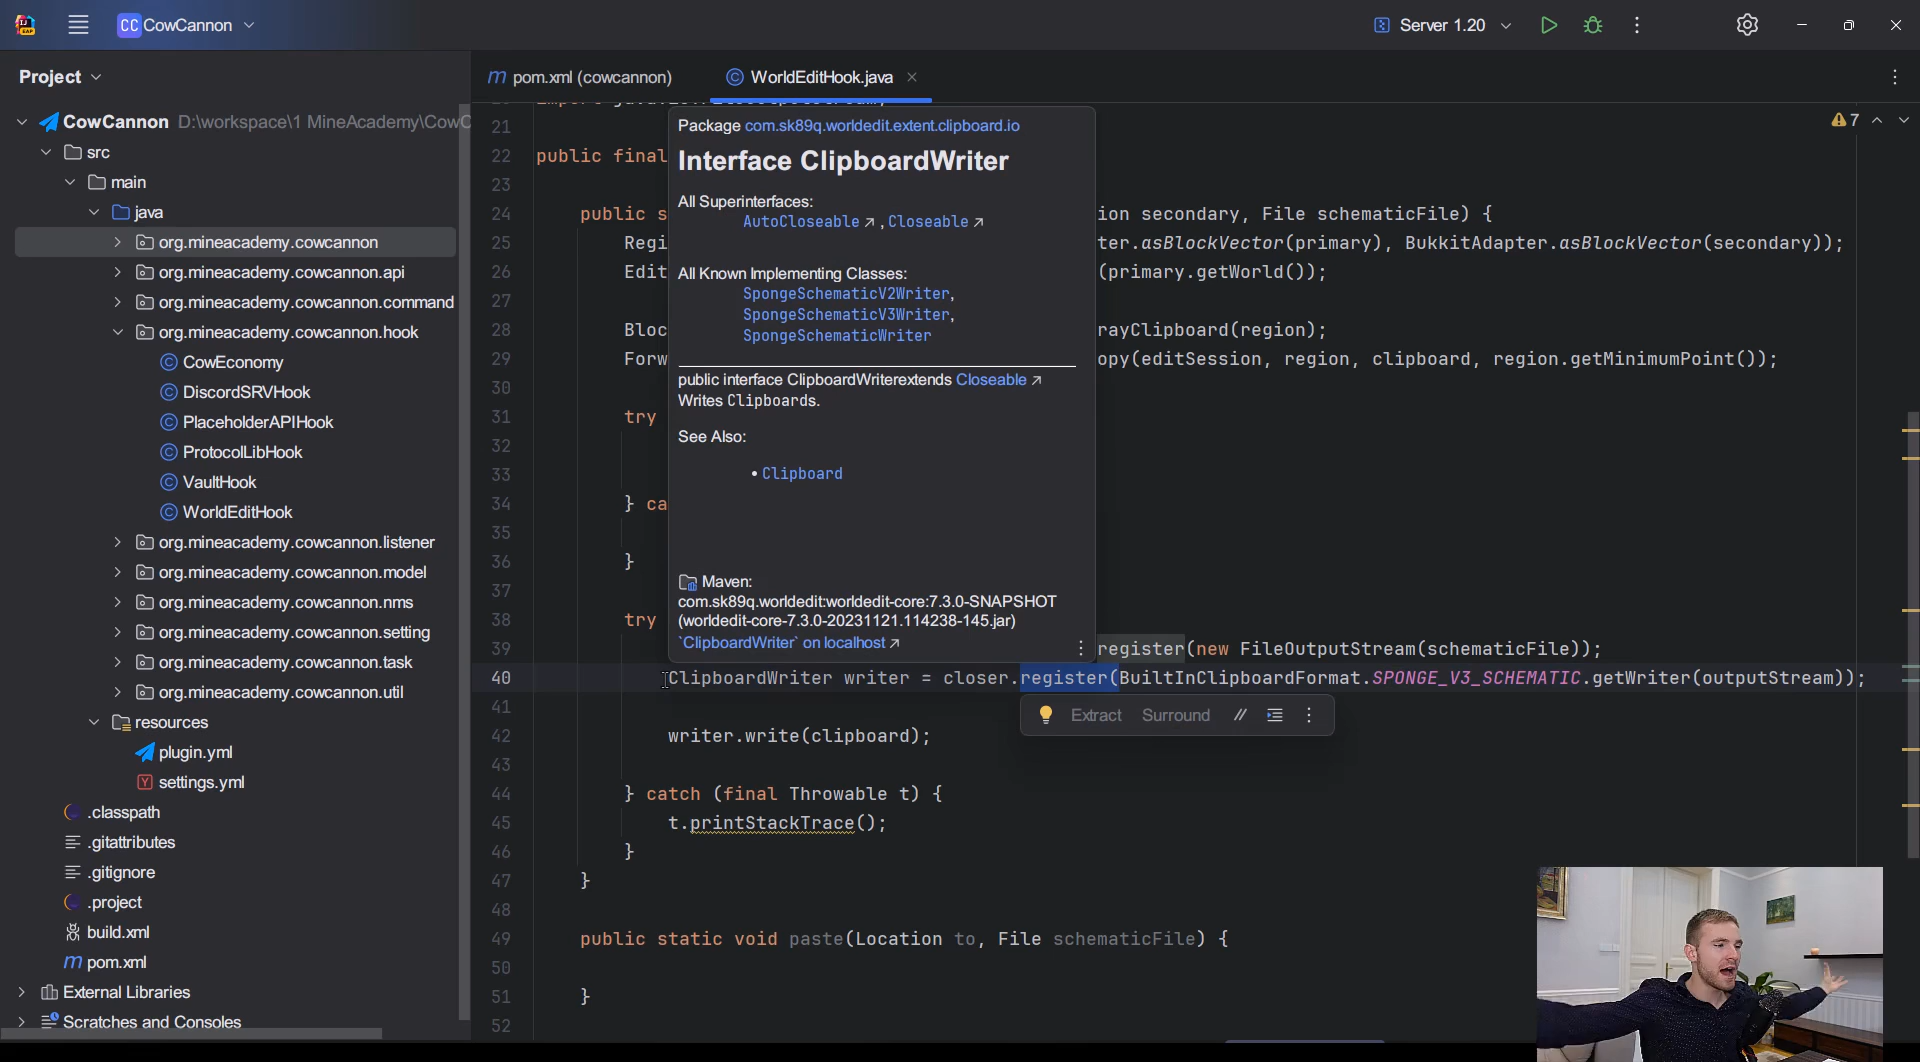 CC CowCannon
Server 1.20
Project
pom.xml (cowcannon)
WorldEditHook.java
CowCannon D:\workspace\1 MineAcademy\CowC
src
main
java
org.mineacademy.cowcannon
org.mineacademy.cowcannon.api
org.mineacademy.cowcannon.command
org.mineacademy.cowcannon.hook
CowEconomy
DiscordSRVHook
PlaceholderAPIHook
ProtocolLibHook
VaultHook
WorldEditHook
org.mineacademy.cowcannon.listener
org.mineacademy.cowcannon.model
org.mineacademy.cowcannon.nms
org.mineacademy.cowcannon.setting
org.mineacademy.cowcannon.task
org.mineacademy.cowcannon.util
resources
plugin.yml
settings.yml
.classpath
.gitattributes
.gitignore
.project
build.xml
pom.xml
External Libraries
Scratches and Consoles
7
21
22 public final
23
24 public s ion secondary, File schematicFile) {
25 Regi ter.asBlockVector(primary), BukkitAdapter.asBlockVector(secondary));
26 Edit (primary.getWorld());
27
28 Bloc rayClipboard(region);
29 Forw opy(editSession, region, clipboard, region.getMinimumPoint());
30
31 try
32
33
34 } ca
35
36 }
37
38 try
39 register(new FileOutputStream(schematicFile));
40 ClipboardWriter writer = closer.register(BuiltInClipboardFormat.SPONGE_V3_SCHEMATIC.getWriter(outputStream));
41
42 writer.write(clipboard);
43
44 } catch (final Throwable t) {
45 t.printStackTrace();
46 }
47 }
48
49 public static void paste(Location to, File schematicFile) {
50
51 }
52
Package com.sk89q.worldedit.extent.clipboard.io
Interface ClipboardWriter
All Superinterfaces:
AutoCloseable, Closeable
All Known Implementing Classes:
SpongeSchematicV2Writer,
SpongeSchematicV3Writer,
SpongeSchematicWriter
public interface ClipboardWriterextends Closeable
Writes Clipboards.
See Also:
• Clipboard
Maven:
com.sk89q.worldedit:worldedit-core:7.3.0-SNAPSHOT
(worldedit-core-7.3.0-20231121.114238-145.jar)
`ClipboardWriter` on localhost
Extract Surround //